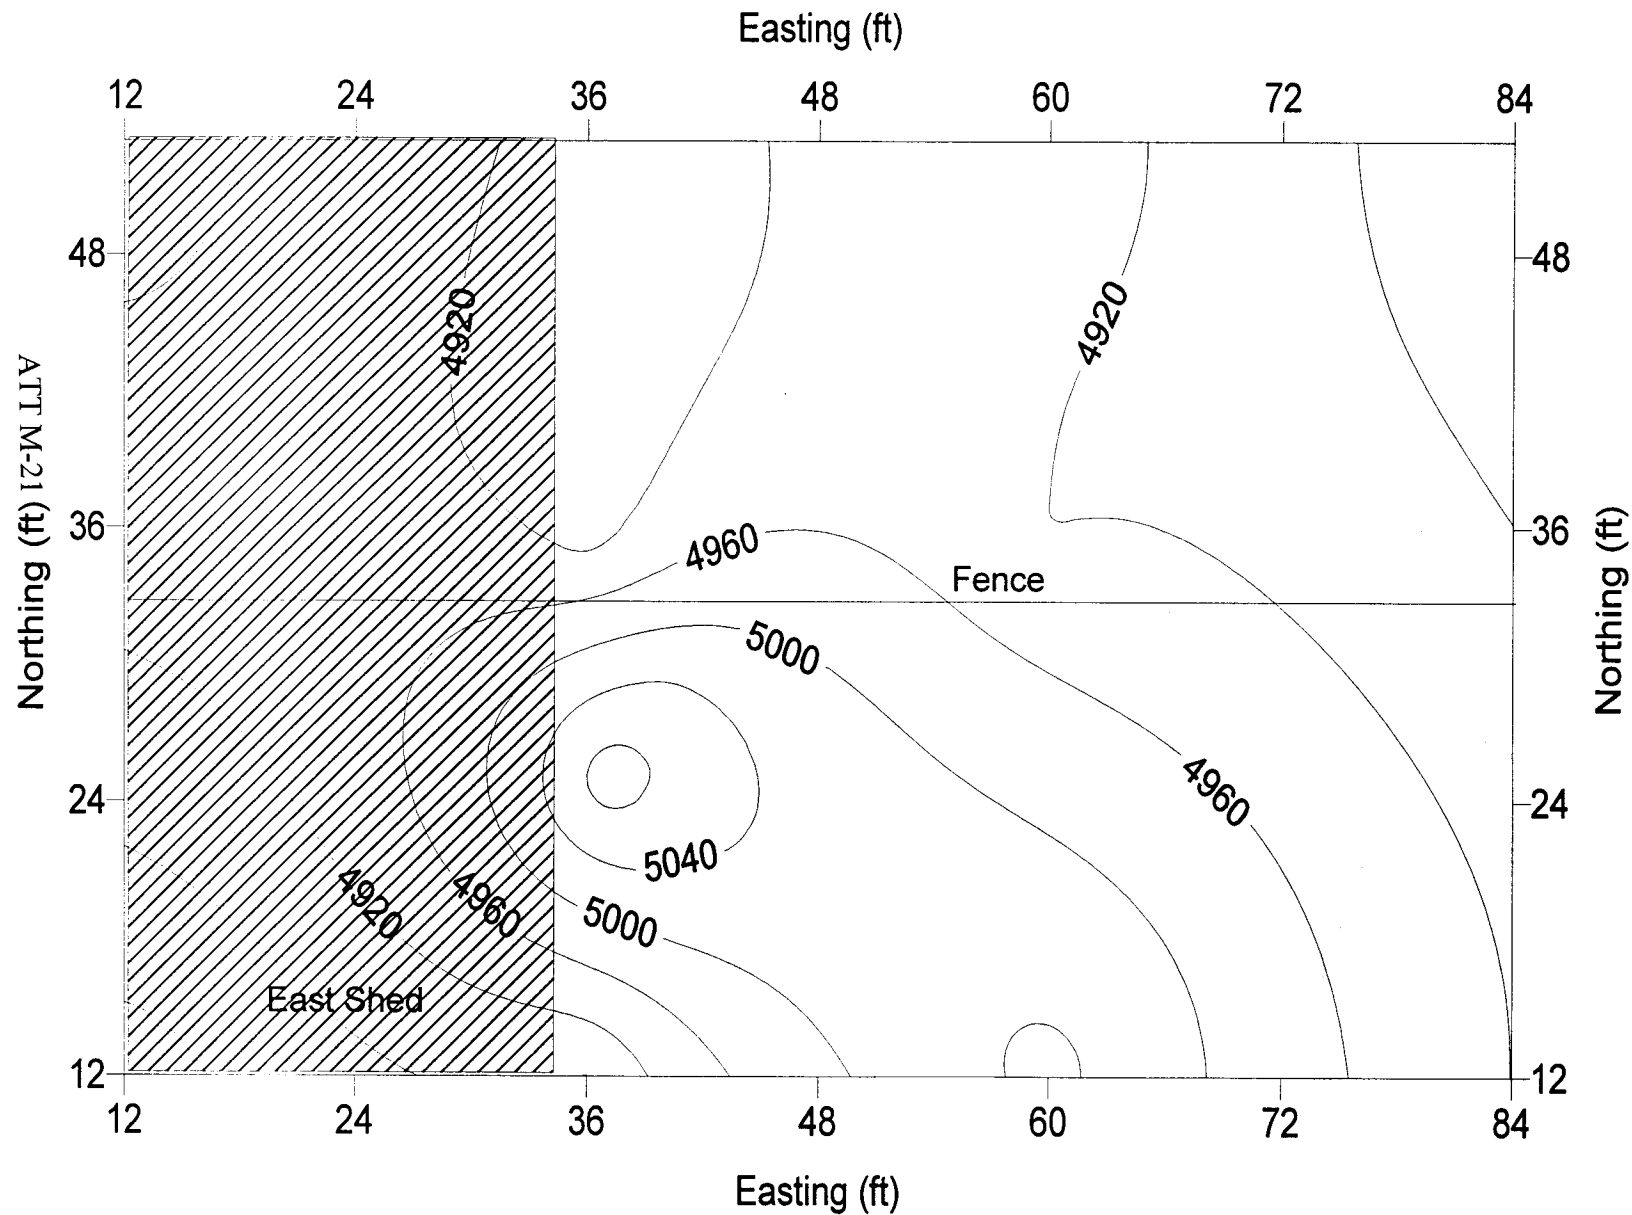 Easting (ft)
12 24 36 48 60 72 84
48 48
4920
4920
ATT M-21
Northing (ft)
Northing (ft)
36 36
4960
Fence
5000
4960
24 24
5040
4920
4960
5000
East Shed
12 12
12 24 36 48 60 72 84
Easting (ft)